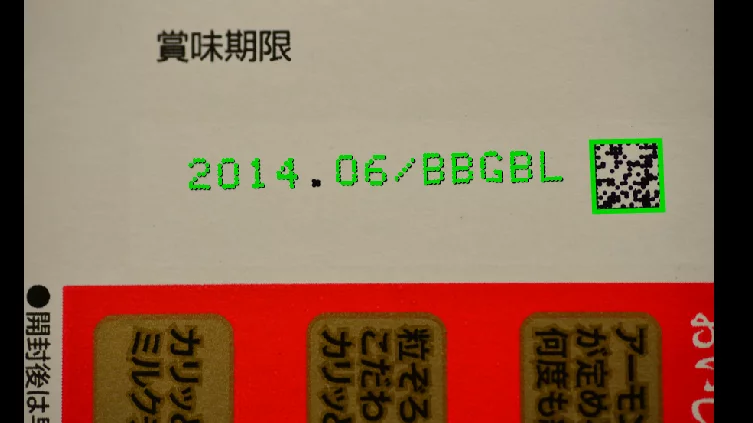 賞味期限
2014.06/BBGBL
●開封後は
カリッと
ミルク
粒そろ
こだわ
カリッと
アーモン
が定め
何度も